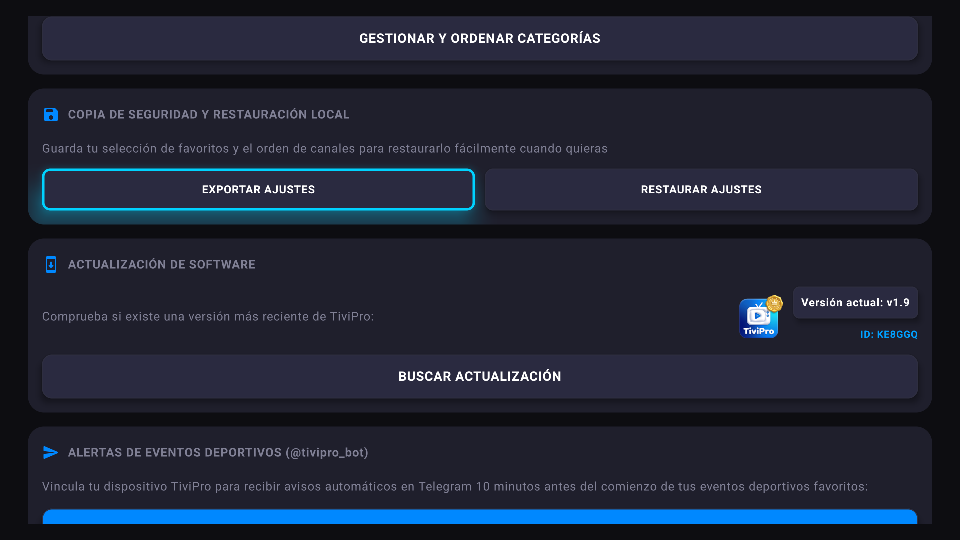 GESTIONAR Y ORDENAR CATEGORÍAS
COPIA DE SEGURIDAD Y RESTAURACIÓN LOCAL
Guarda tu selección de favoritos y el orden de canales para restaurarlo fácilmente cuando quieras
EXPORTAR AJUSTES
RESTAURAR AJUSTES
ACTUALIZACIÓN DE SOFTWARE
Comprueba si existe una versión más reciente de TiviPro:
TiviPro
Versión actual: v1.9
ID: KE8GGQ
BUSCAR ACTUALIZACIÓN
ALERTAS DE EVENTOS DEPORTIVOS (@tivipro_bot)
Vincula tu dispositivo TiviPro para recibir avisos automáticos en Telegram 10 minutos antes del comienzo de tus eventos deportivos favoritos: